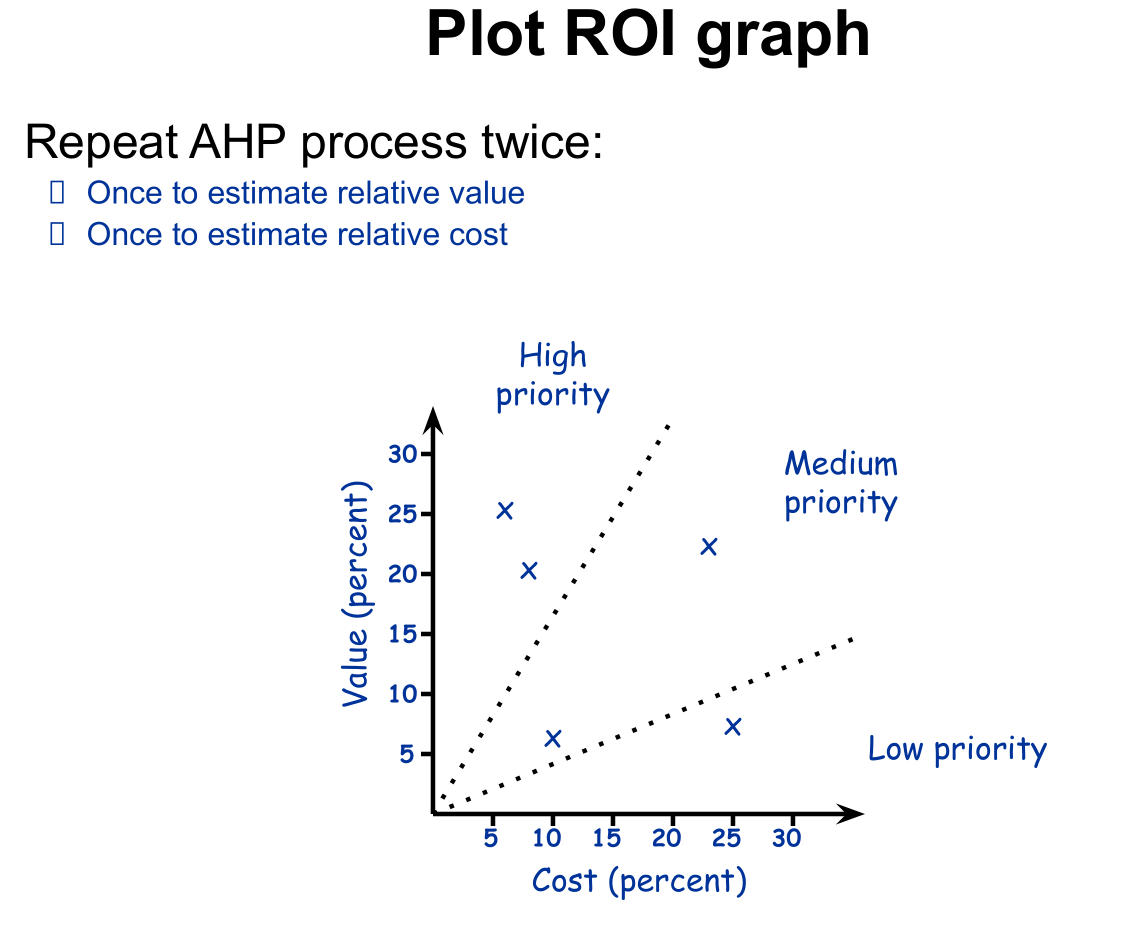 Plot ROI graph
Repeat AHP process twice:
Once to estimate relative value
Once to estimate relative cost
High
priority
Medium
priority
Low priority
Value (percent)
30
25
20
15
10
5
5 10 15 20 25 30
Cost (percent)